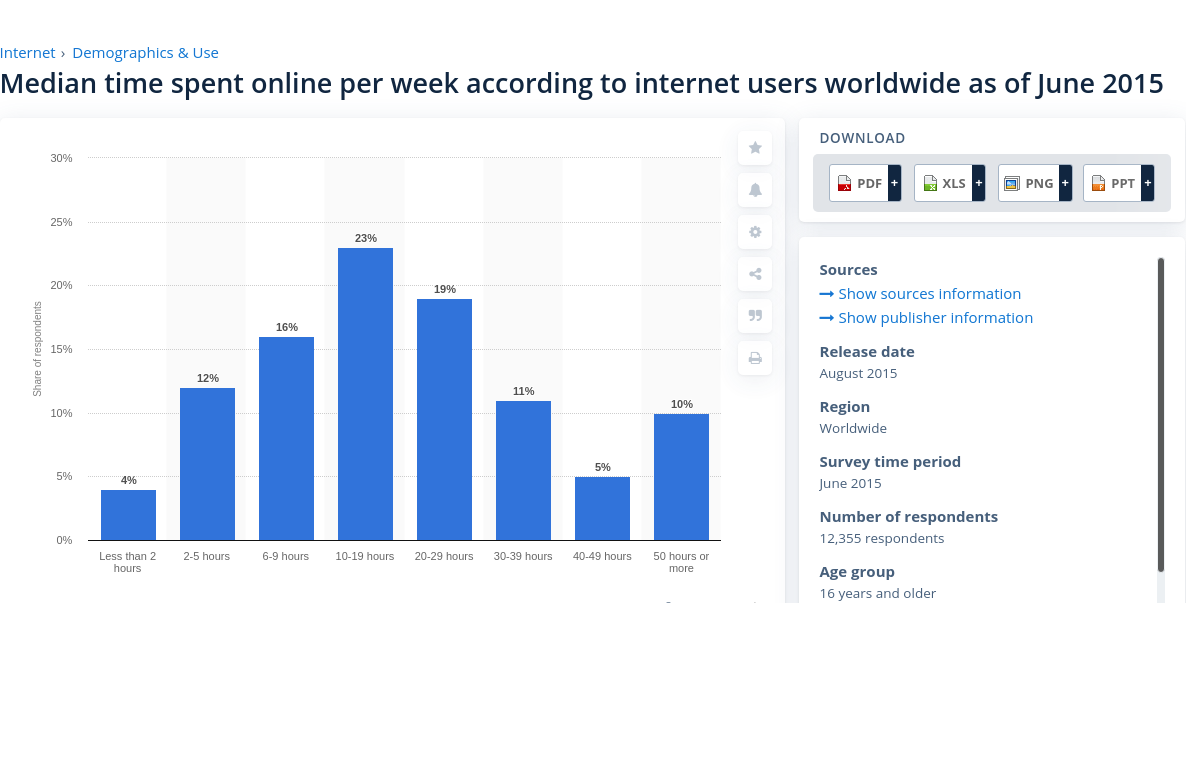 Internet › Demographics & Use
Median time spent online per week according to internet users worldwide as of June 2015
30%
25%
20%
15%
10%
5%
0%
Share of respondents
4%
12%
16%
23%
19%
11%
5%
10%
Less than 2 hours
2-5 hours
6-9 hours
10-19 hours
20-29 hours
30-39 hours
40-49 hours
50 hours or more
DOWNLOAD
PDF +
XLS +
PNG +
PPT +
Sources
Show sources information
Show publisher information
Release date
August 2015
Region
Worldwide
Survey time period
June 2015
Number of respondents
12,355 respondents
Age group
16 years and older